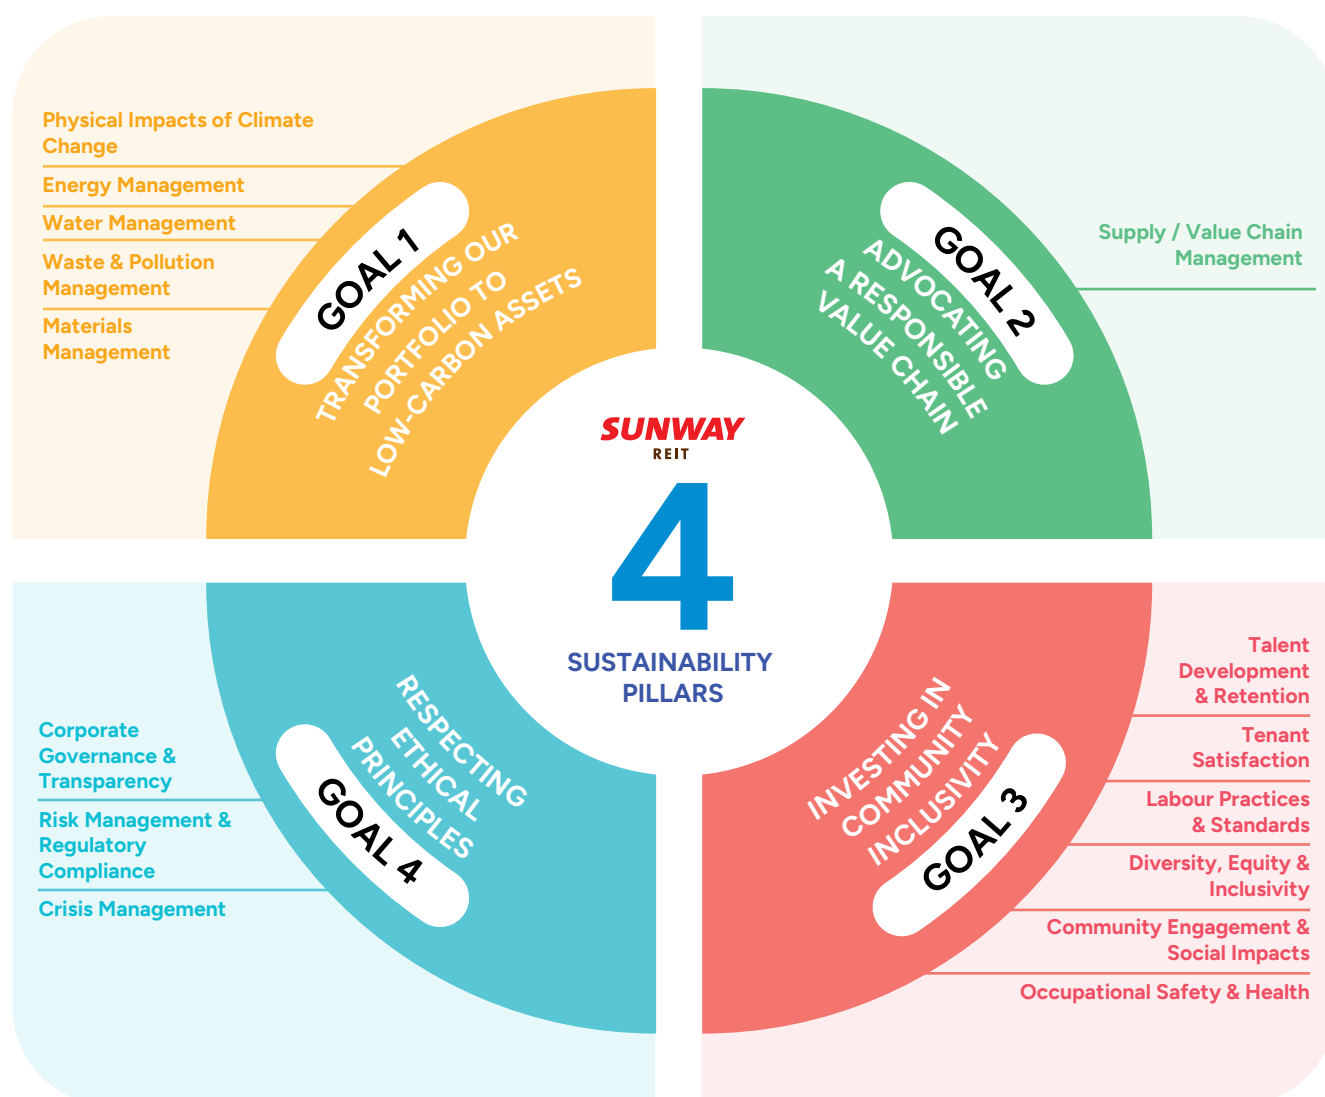 Physical Impacts of Climate
Change
Energy Management
Water Management
Waste & Pollution
Management
Materials
Management
GOAL 1
TRANSFORMING OUR
PORTFOLIO TO
LOW-CARBON ASSETS
GOAL 2
ADVOCATING
A RESPONSIBLE
VALUE CHAIN
Supply / Value Chain
Management
SUNWAY
REIT
4
SUSTAINABILITY
PILLARS
Corporate
Governance &
Transparency
Risk Management &
Regulatory
Compliance
Crisis Management
RESPECTING
ETHICAL
PRINCIPLES
GOAL 4
INVESTING IN
COMMUNITY
INCLUSIVITY
GOAL 3
Talent
Development
& Retention
Tenant
Satisfaction
Labour Practices
& Standards
Diversity, Equity &
Inclusivity
Community Engagement &
Social Impacts
Occupational Safety & Health